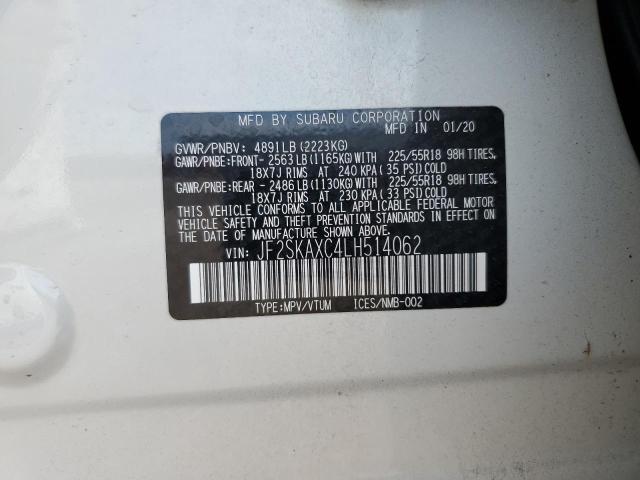 MFD BY SUBARU CORPORATION
MFD IN 01/20
GVWR/PNBV: 4891LB(2223KG)
GAWR/PNBE:FRONT- 2563LB(1165KG)WITH 225/55R18 98H TIRES,
18X7J RIMS AT 240 KPA(35 PSI)COLD
GAWR/PNBE:REAR - 2486LB(1130KG)WITH 225/55R18 98H TIRES,
18X7J RIMS AT 230 KPA(33 PSI)COLD
THIS VEHICLE CONFORMS TO ALL APPLICABLE FEDERAL MOTOR
VEHICLE SAFETY AND THEFT PREVENTION STANDARDS IN EFFECT ON
THE DATE OF MANUFACTURE SHOWN ABOVE.
VIN: JF2SKAXC4LH514062
TYPE:MPV/VTUM ICES/NMB-002